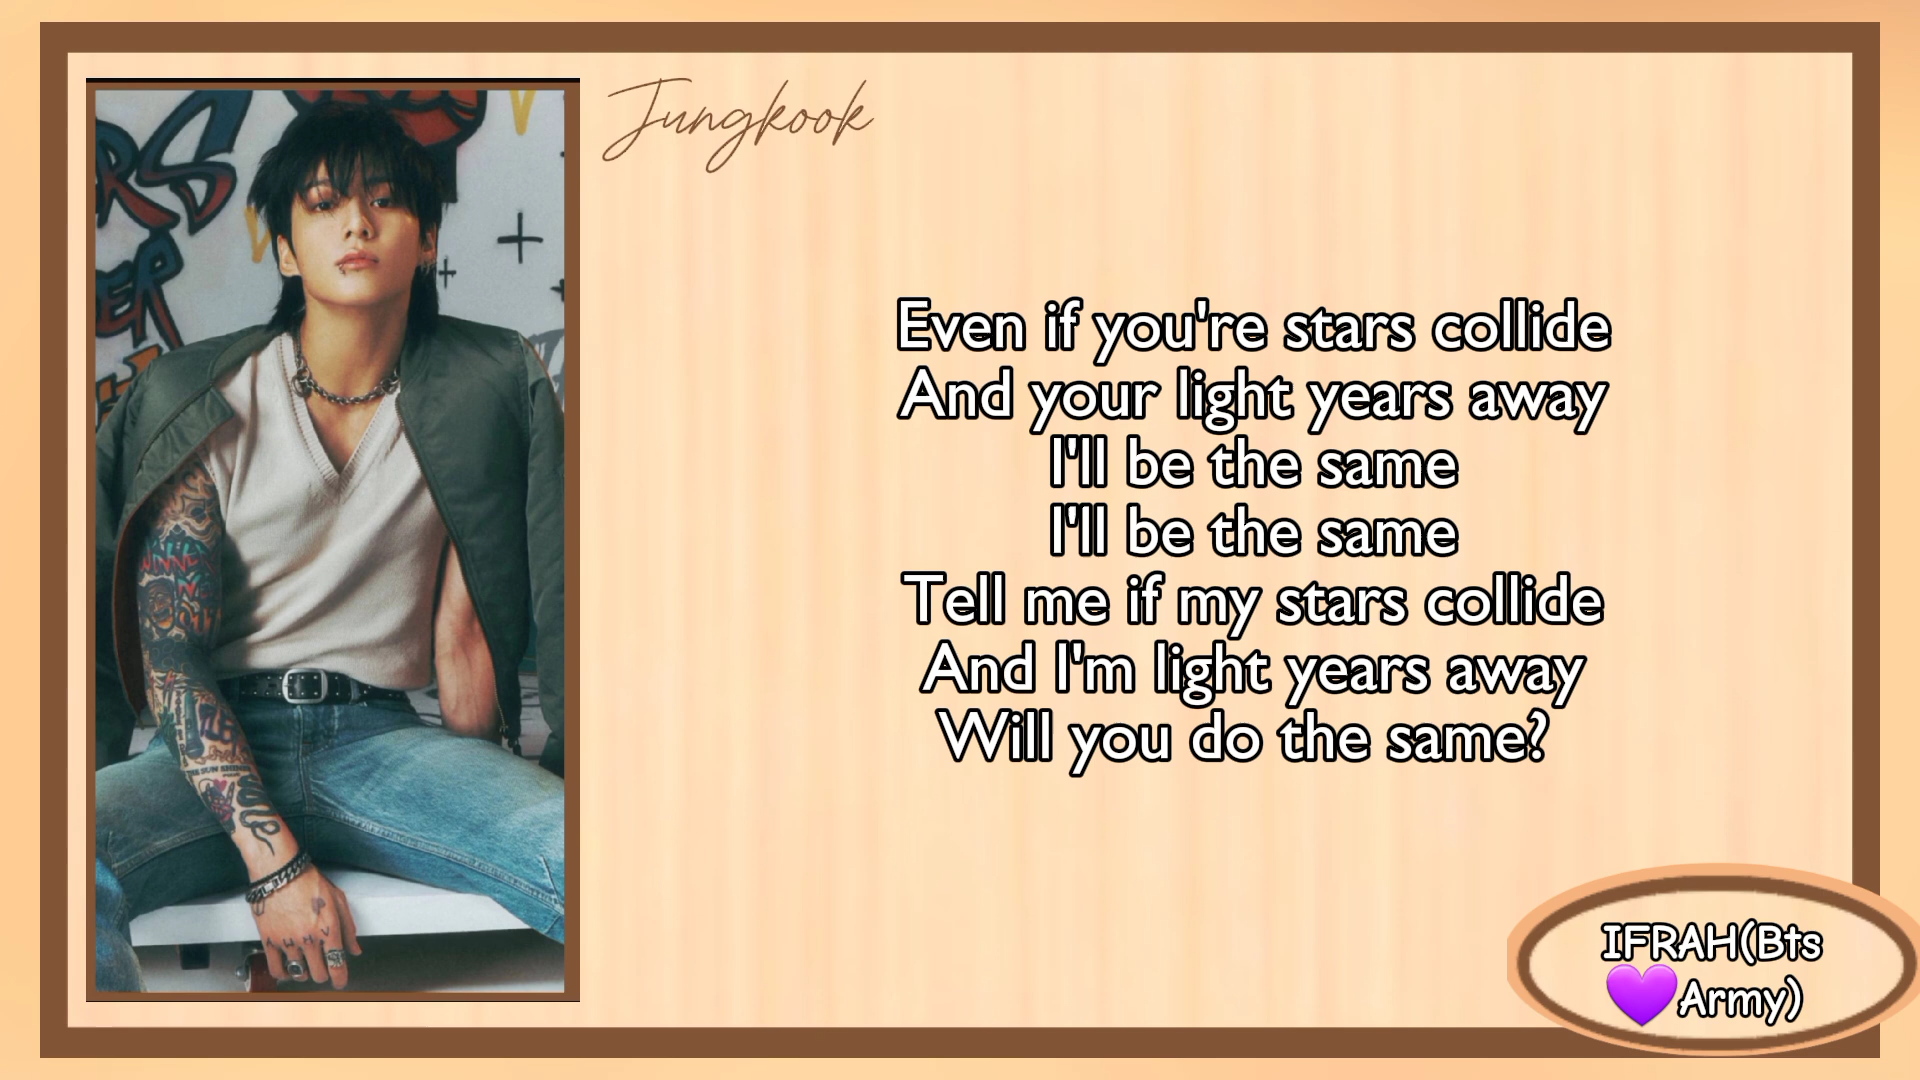 Jungkook
RS
ER
Even if you're stars collide
And your light years away
I'll be the same
I'll be the same
Tell me if my stars collide
And I'm light years away
Will you do the same?
IFRAH(Bts
💜Army)